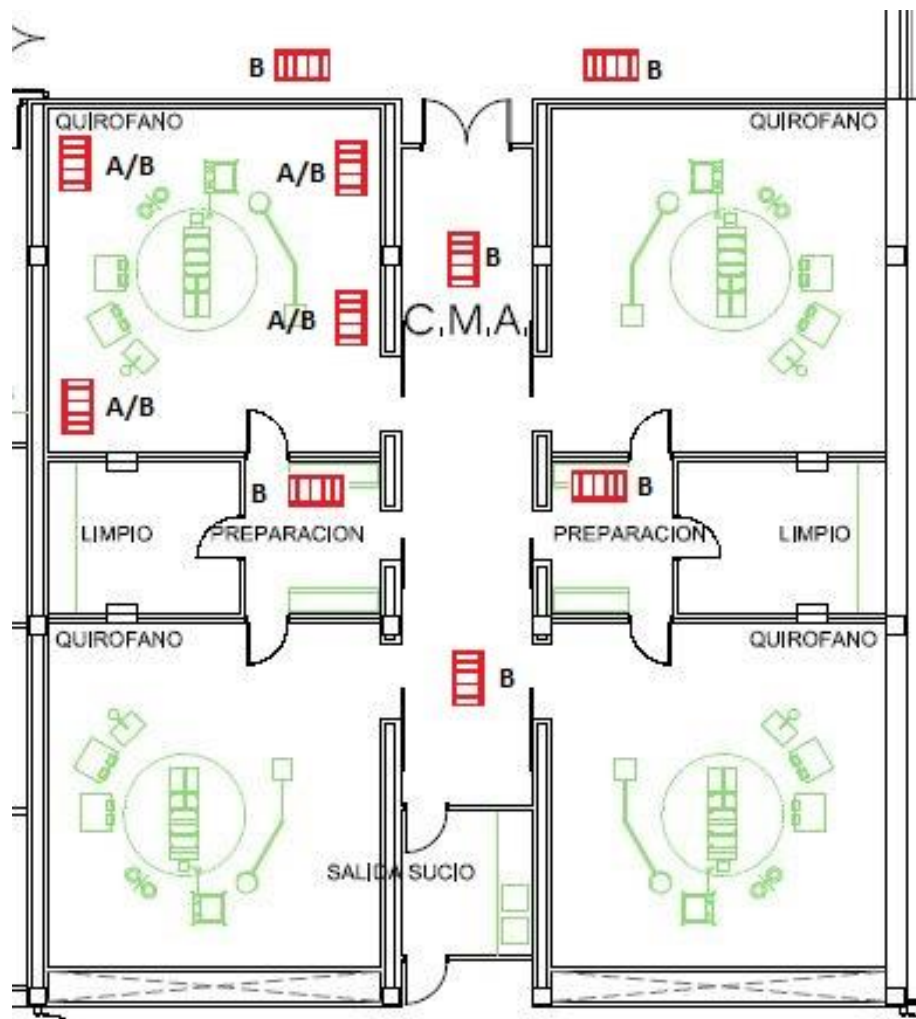 B
B
QUIROFANO
QUIROFANO
A/B
A/B
B
A/B
C.M.A.
A/B
B
B
LIMPIO
PREPARACION
PREPARACION
LIMPIO
QUIROFANO
QUIROFANO
B
SALIDA SUCIO